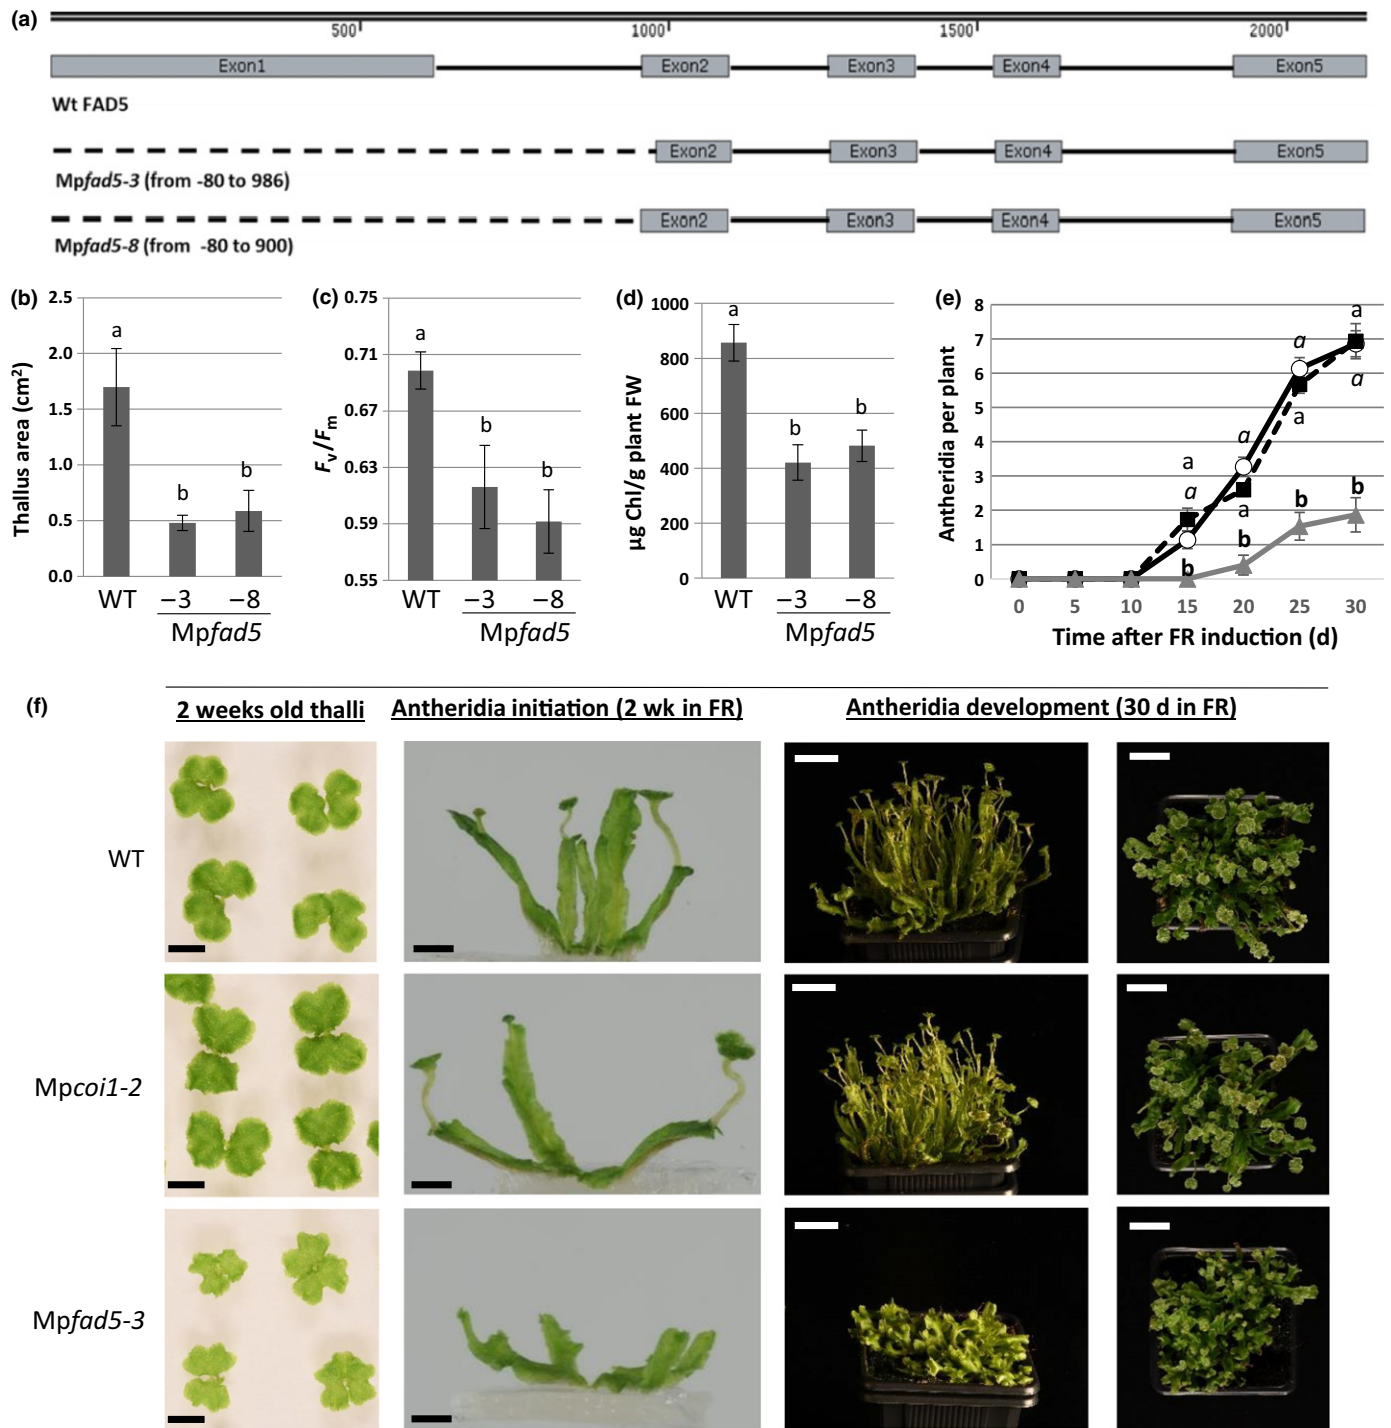 (a)
500 1000 1500 2000
Exon1 Exon2 Exon3 Exon4 Exon5
Wt FAD5
Exon2 Exon3 Exon4 Exon5
Mpfad5-3 (from -80 to 986)
Exon2 Exon3 Exon4 Exon5
Mpfad5-8 (from -80 to 900)
(b)
Thallus area (cm²)
2.5
2.0
1.5
1.0
0.5
0.0
a
b
b
WT −3 −8
Mpfad5
(c)
Fv/Fm
0.75
0.71
0.67
0.63
0.59
0.55
a
b
b
WT −3 −8
Mpfad5
(d)
µg Chl/g plant FW
1000
800
600
400
200
0
a
b
b
WT −3 −8
Mpfad5
(e)
Antheridia per plant
8
7
6
5
4
3
2
1
0
a
a
b
a
a
b
a
a
b
a
a
b
0 5 10 15 20 25 30
Time after FR induction (d)
(f)
2 weeks old thalli Antheridia initiation (2 wk in FR) Antheridia development (30 d in FR)
WT
Mpcoi1-2
Mpfad5-3